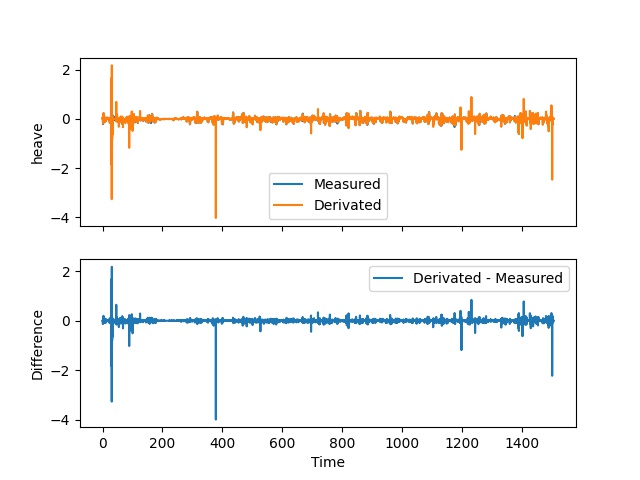 2
0
−2
−4
heave
Measured
Derivated
2
0
−2
−4
Difference
Derivated - Measured
0 200 400 600 800 1000 1200 1400
Time